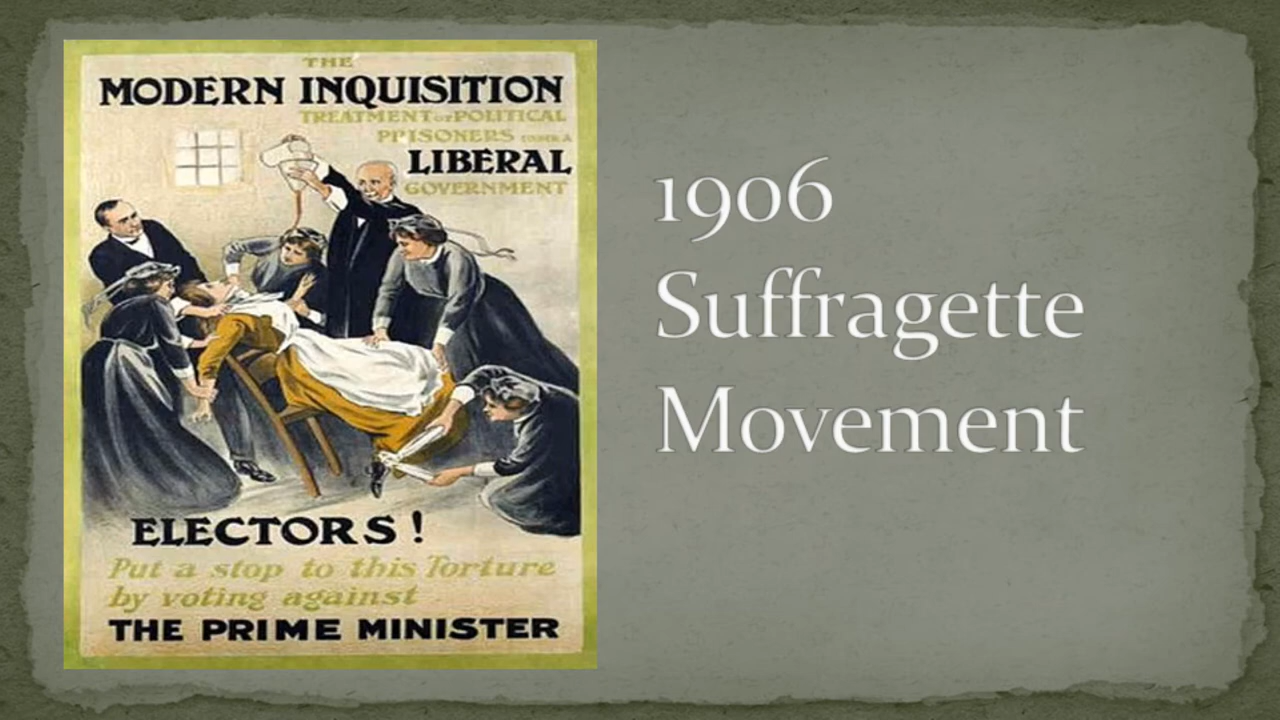 THE
MODERN INQUISITION
TREATMENT OF POLITICAL
PRISONERS UNDER A
LIBERAL
GOVERNMENT
ELECTORS!
Put a stop to this Torture
by voting against
THE PRIME MINISTER
1906
Suffragette
Movement